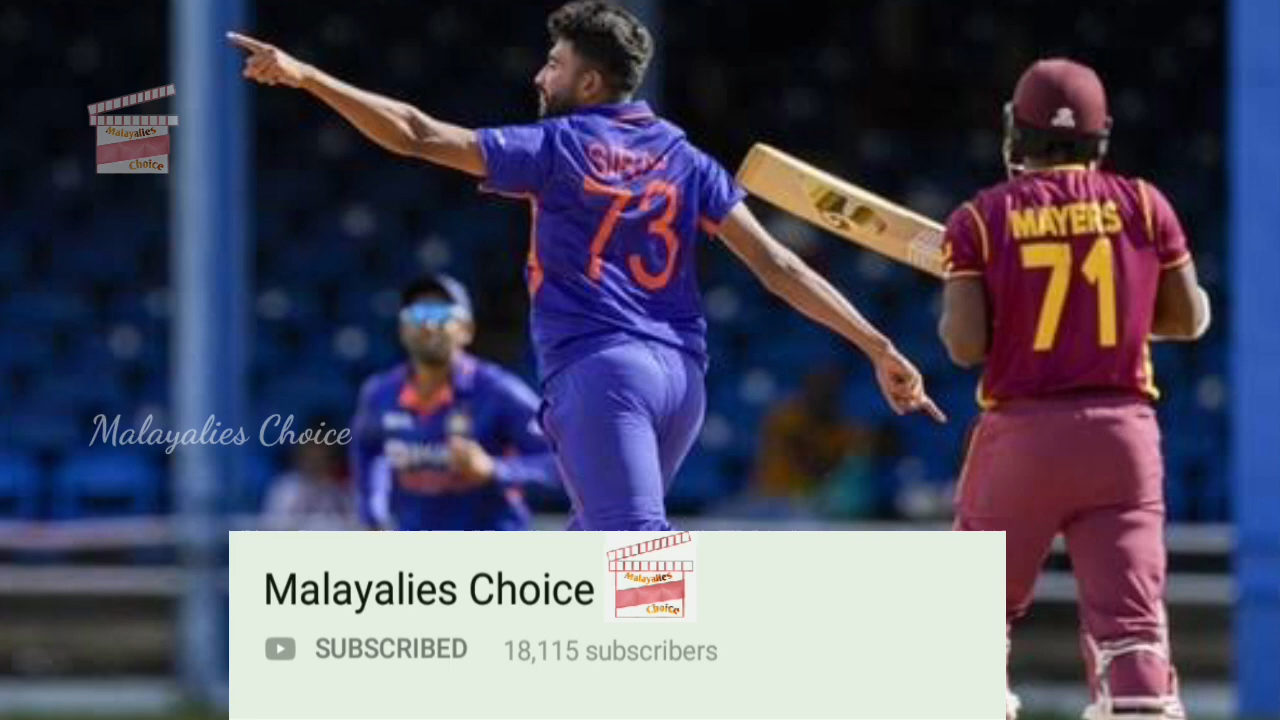 Malayalies
Choice
73
MAYERS
71
Malayalies Choice
Malayalies Choice
Malayalies
Choice
SUBSCRIBED 18,115 subscribers